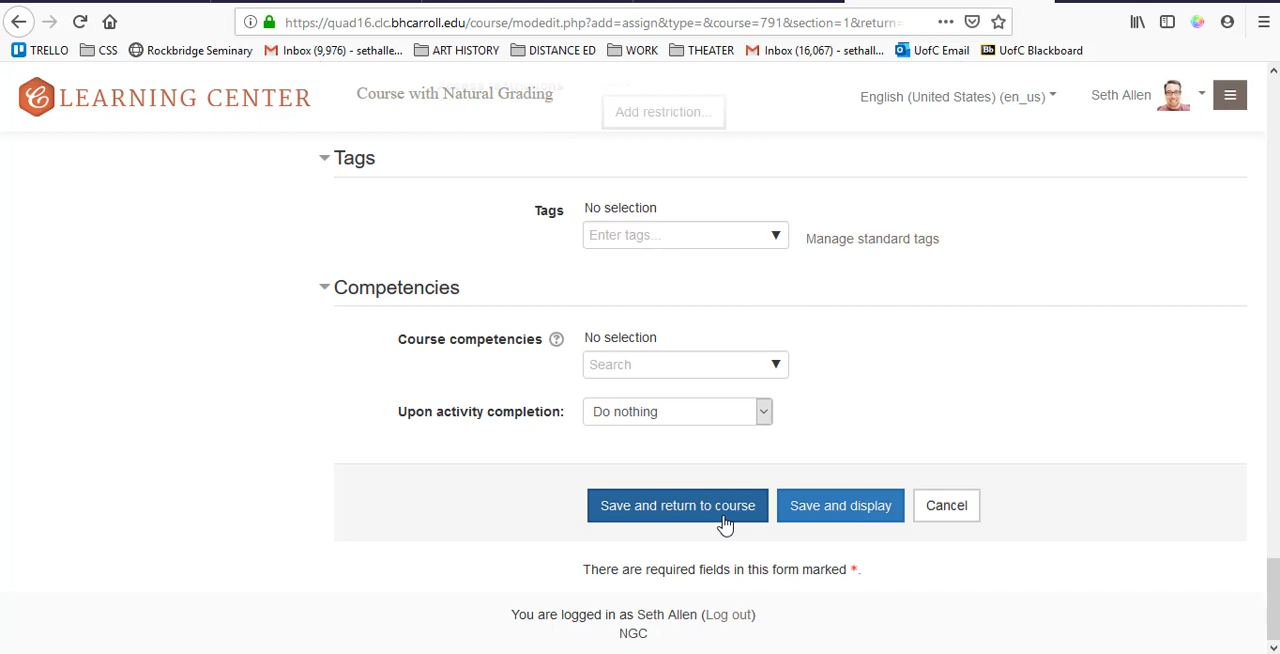 https://quad16.clc.bhcarroll.edu/course/modedit.php?add=assign&type=&course=791&section=1&return=
TRELLO CSS Rockbridge Seminary Inbox (9,976) - sethalle... ART HISTORY DISTANCE ED WORK THEATER Inbox (16,067) - sethall... UofC Email Bb UofC Blackboard
LEARNING CENTER
Course with Natural Grading
Add restriction...
English (United States) (en_us)
Seth Allen
Tags
Tags
No selection
Enter tags...
Manage standard tags
Competencies
Course competencies ?
No selection
Search
Upon activity completion:
Do nothing
Save and return to course
Save and display
Cancel
There are required fields in this form marked *.
You are logged in as Seth Allen (Log out)
NGC